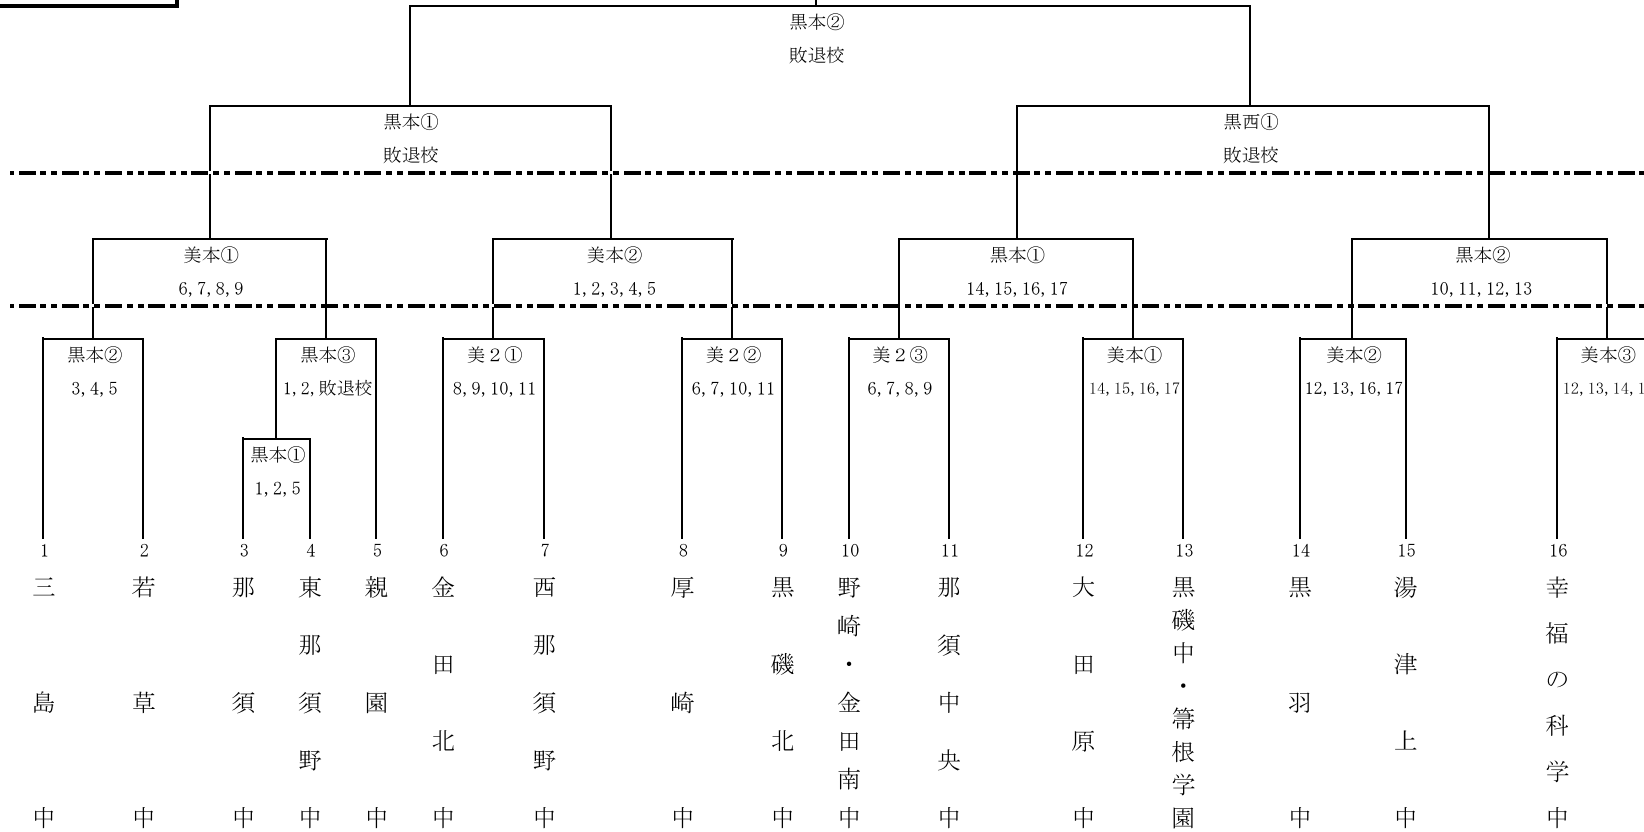 黒本②
敗退校
黒本①
黒西①
敗退校
敗退校
美本①
美本②
黒本①
黒本②
6,7,8,9
1,2,3,4,5
14,15,16,17
10,11,12,13
黒本②
黒本③
美2①
美2②
美2③
美本①
美本②
美本③
3,4,5
1,2,敗退校
8,9,10,11
6,7,10,11
6,7,8,9
14,15,16,17
12,13,16,17
12,13,14,1
黒本①
1,2,5
1
2
3
4
5
6
7
8
9
10
11
12
13
14
15
16
三島中
若草中
那須中
東那須野中
親園中
金田北中
西那須野中
厚崎中
黒磯北中
野崎・金田南中
那須中央中
大田原中
黒磯中・箒根学園
黒羽中
湯津上中
幸福の科学中